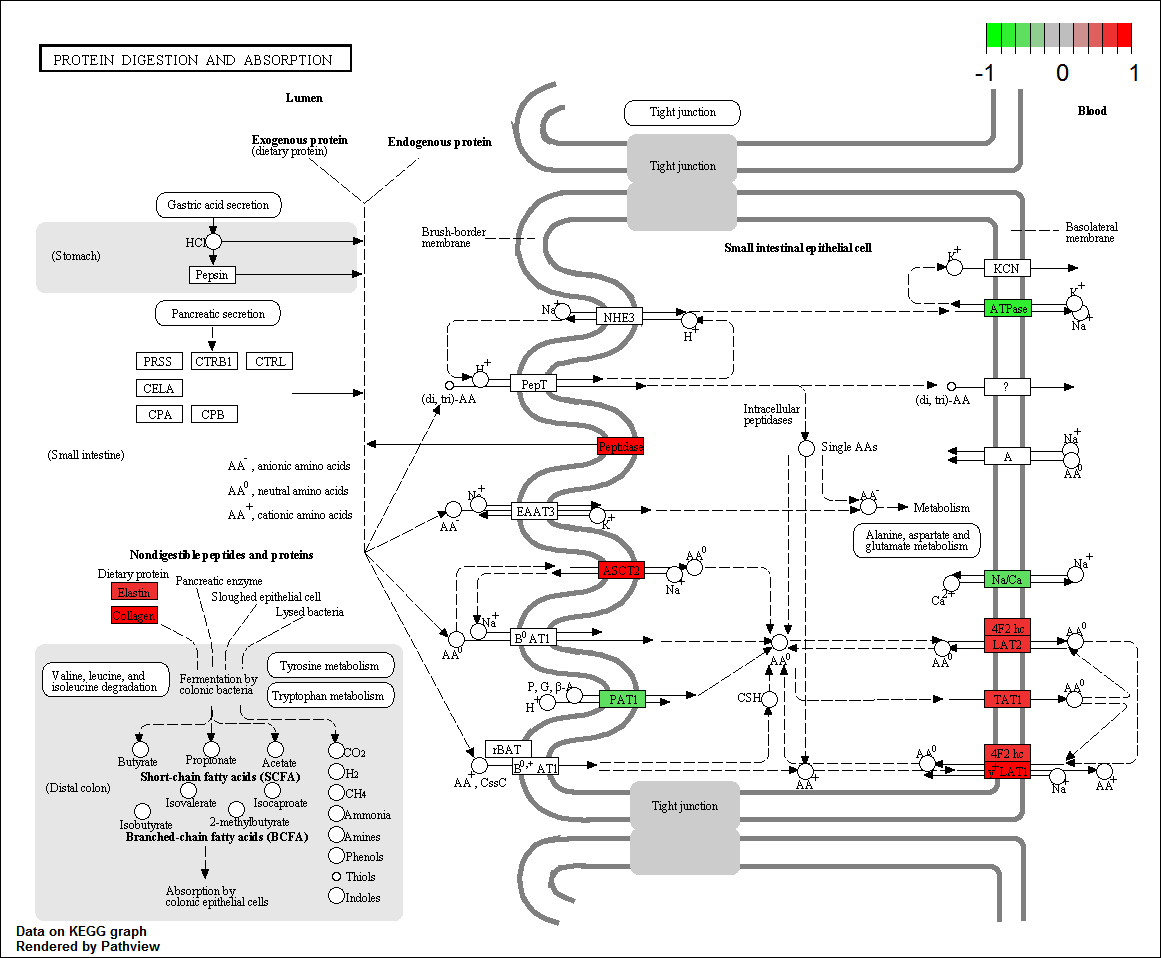 PROTEIN DIGESTION AND ABSORPTION
-1 0 1
Lumen
Blood
Exogenous protein
(dietary protein)
Endogenous protein
Tight junction
Tight junction
Gastric acid secretion
HCl
(Stomach)
Pepsin
Brush-border
membrane
Small intestinal epithelial cell
Basolateral
membrane
K+
KCN
Pancreatic secretion
PRSS
CTRB1
CTRL
CELA
CPA
CPB
Na+
NHE3
H+
ATPase
K+
Na+
H+
PepT
(di, tri)-AA
(di, tri)-AA
?
Intracellular
peptidases
Single AAs
Peptidase
Na+
A
AA0
(Small intestine)
AA-, anionic amino acids
AA0, neutral amino acids
AA+, cationic amino acids
Na+
AA-
EAAT3
K+
AA-
Metabolism
Alanine, aspartate and
glutamate metabolism
Nondigestible peptides and proteins
Dietary protein
Elastin
Collagen
Pancreatic enzyme
Sloughed epithelial cell
Lysed bacteria
ASCT2
AA0
Na+
Na/Ca
Na+
Ca2+
Na+
AA0
B0AT1
AA0
4F2 hc
LAT2
AA0
AA0
Valine, leucine, and
isoleucine degradation
Fermentation by
colonic bacteria
Tyrosine metabolism
Tryptophan metabolism
P, G, β-A
H+
PAT1
CSH
TAT1
AA0
Butyrate
Propionate
Acetate
Short-chain fatty acids (SCFA)
(Distal colon)
Isovalerate
Isocaproate
Isobutyrate
2-methylbutyrate
Branched-chain fatty acids (BCFA)
Absorption by
colonic epithelial cells
CO2
H2
CH4
Ammonia
Amines
Phenols
Thiols
Indoles
rBAT
B0,+AT1
AA+, CssC
AA+
AA0
4F2 hc
y+LAT1
Na+
AA+
Tight junction
Data on KEGG graph
Rendered by Pathview